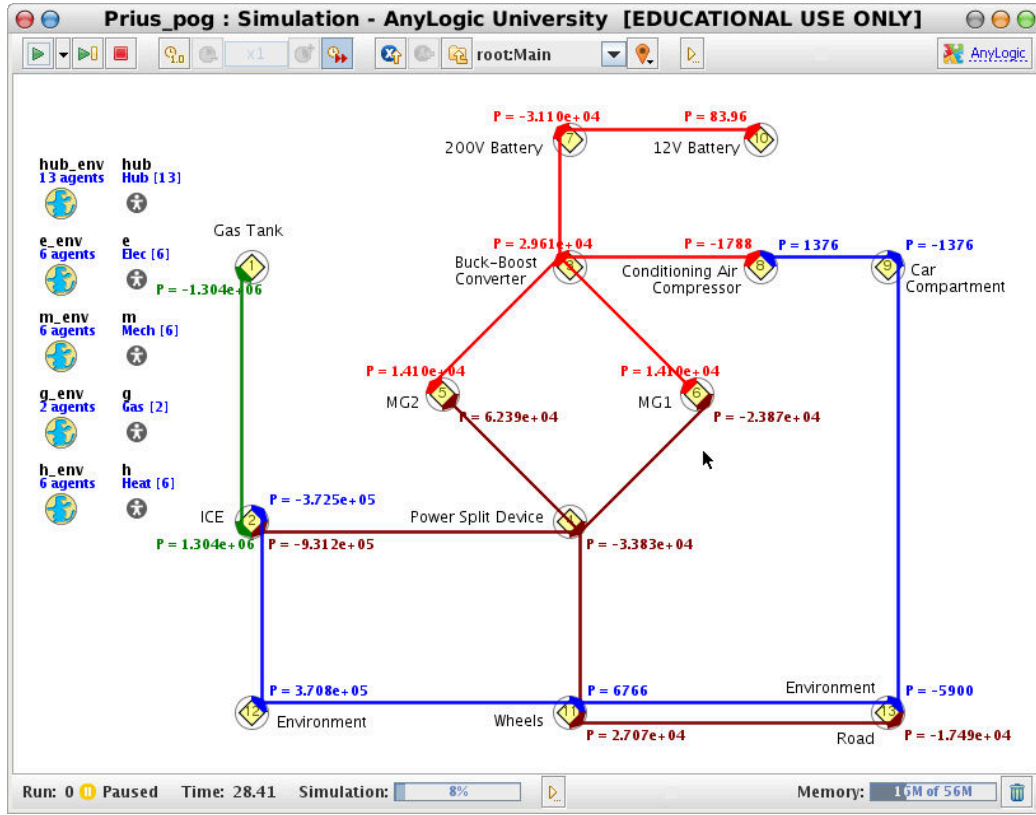 Prius_pog : Simulation - AnyLogic University [EDUCATIONAL USE ONLY]
1.0
x1
root:Main
AnyLogic
P = -3.110e+04
P = 83.96
7
10
200V Battery
12V Battery
hub_env
hub
13 agents
Hub [13]
e_env
e
6 agents
Elec [6]
m_env
m
6 agents
Mech [6]
g_env
g
2 agents
Gas [2]
h_env
h
6 agents
Heat [6]
Gas Tank
1
P = -1.304e+06
P = 2.961e+04
P = -1788
P = 1376
P = -1376
Buck-Boost
Converter
3
Conditioning Air
Compressor
8
9
Car
Compartment
P = 1.410e+04
P = 1.410e+04
5
6
MG2
MG1
P = 6.239e+04
P = -2.387e+04
P = -3.725e+05
ICE
2
Power Split Device
4
P = 1.304e+06
P = -9.312e+05
P = -3.383e+04
P = 3.708e+05
P = 6766
Environment
P = -5900
12
Environment
Wheels
11
13
P = 2.707e+04
Road
P = -1.749e+04
Run: 0
Paused
Time: 28.41
Simulation:
8%
Memory:
16M of 56M